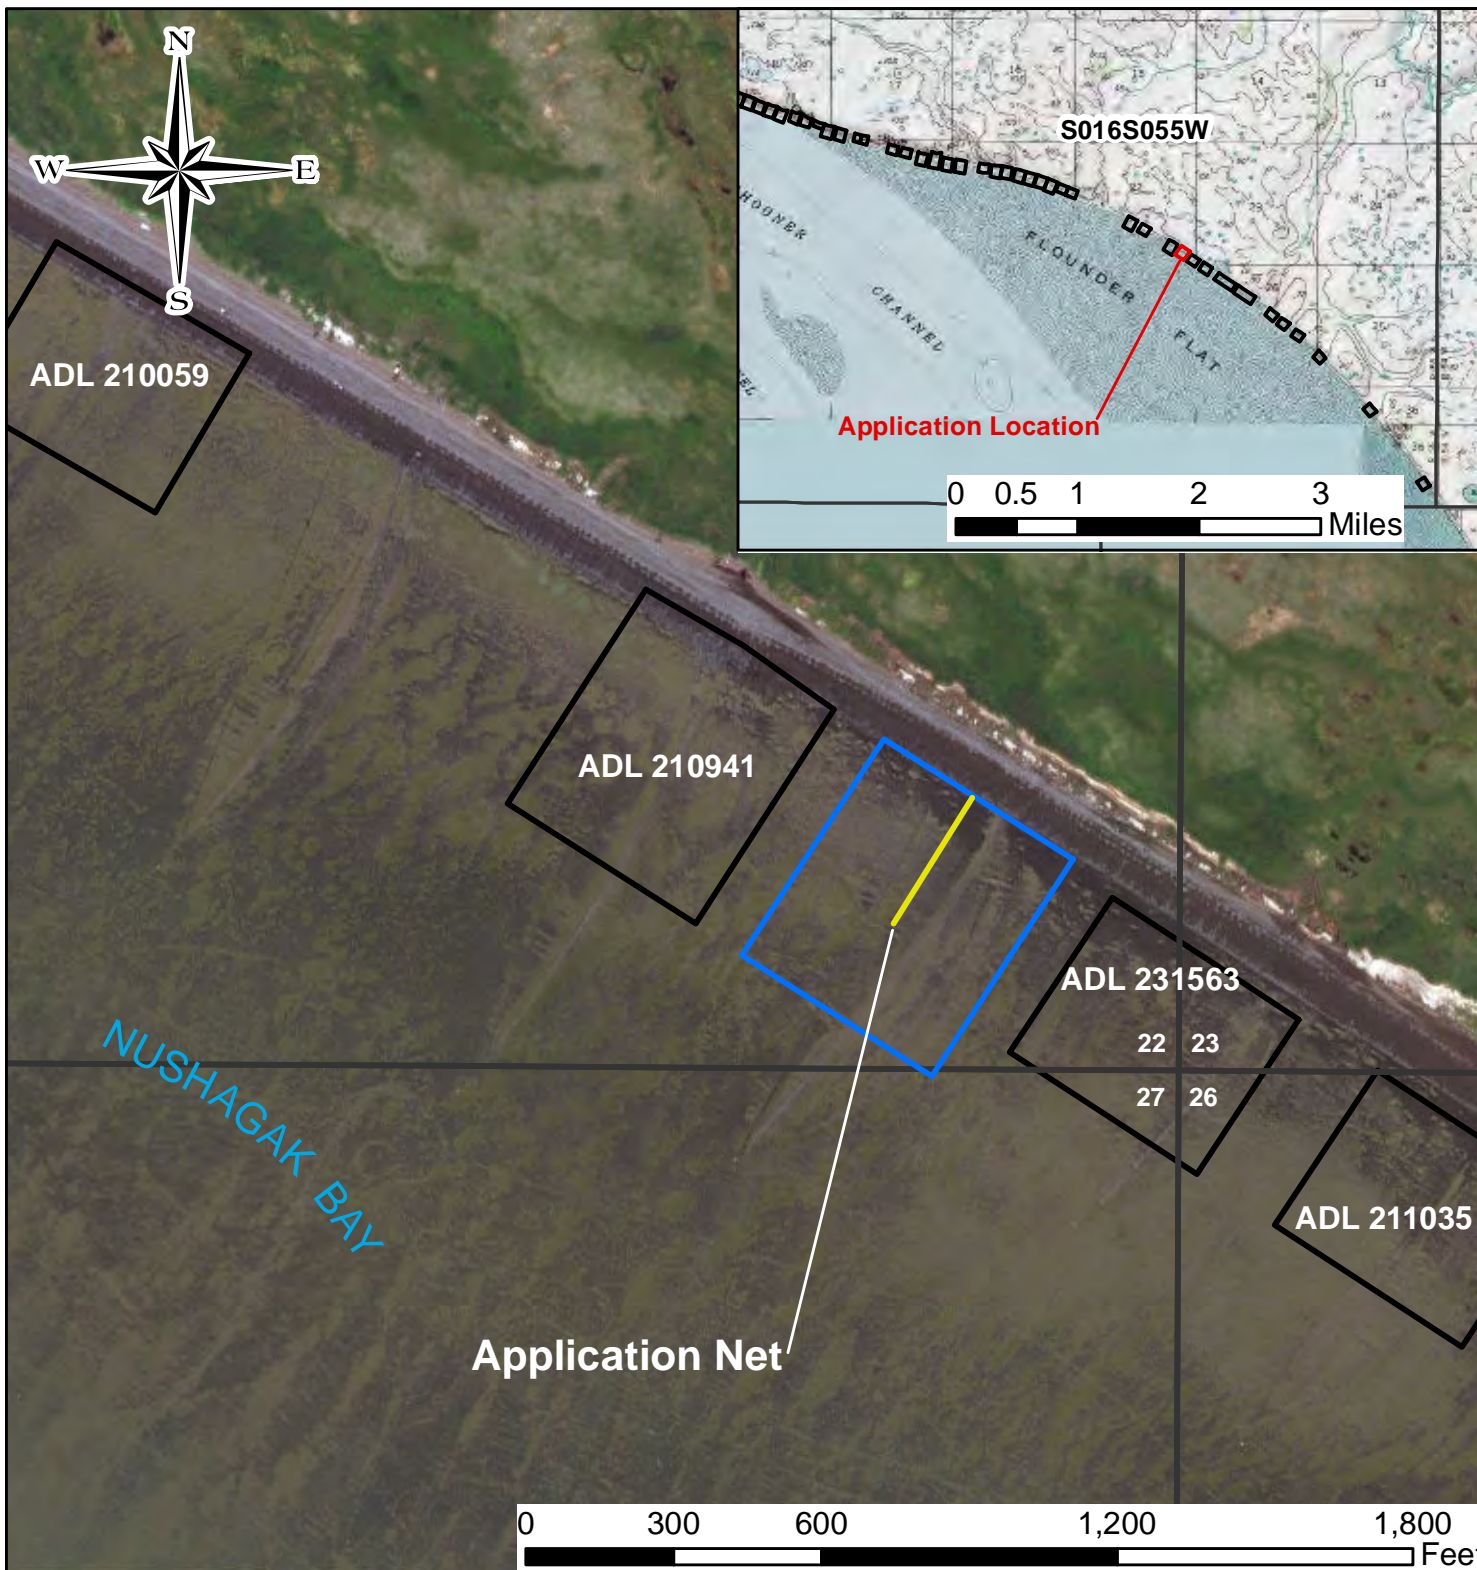 N
W E
S
S016S055W
HOONER
CHANNEL
FLOUNDER
FLAT
Application Location
0 0.5 1 2 3
Miles
ADL 210059
ADL 210941
ADL 231563
22 23
27 26
ADL 211035
NUSHAGAK BAY
Application Net
0 300 600 1,200 1,800
Feet